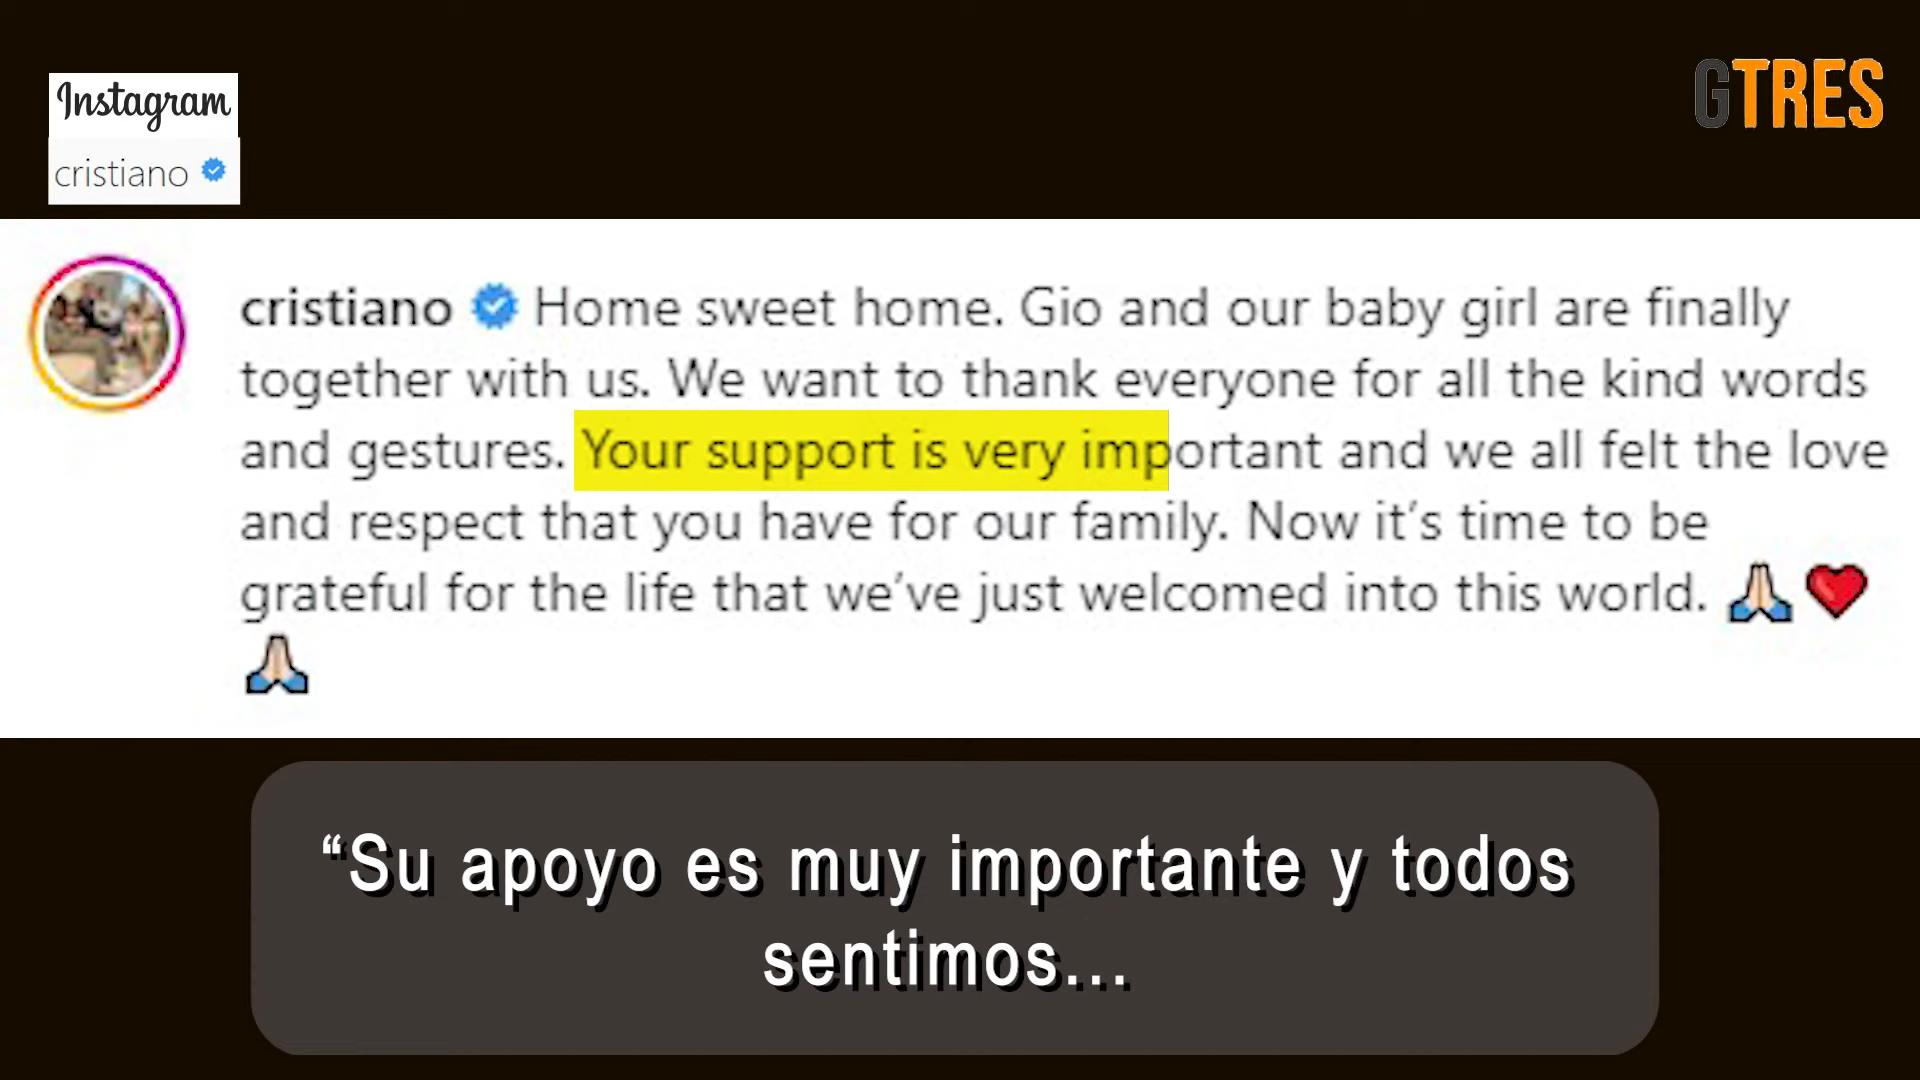 Instagram
GTRES
cristiano
cristiano Home sweet home. Gio and our baby girl are finally
together with us. We want to thank everyone for all the kind words
and gestures. Your support is very important and we all felt the love
and respect that you have for our family. Now it’s time to be
grateful for the life that we’ve just welcomed into this world. 🙏🏻❤️
🙏🏻
“Su apoyo es muy importante y todos
sentimos...